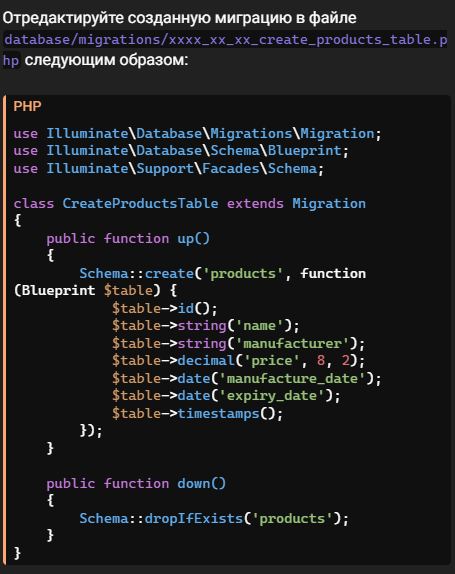 Отредактируйте созданную миграцию в файле
database/migrations/xxxx_xx_xx_create_products_table.p
hp следующим образом:
PHP
use Illuminate\Database\Migrations\Migration;
use Illuminate\Database\Schema\Blueprint;
use Illuminate\Support\Facades\Schema;
class CreateProductsTable extends Migration
{
    public function up()
    {
        Schema::create('products', function
(Blueprint $table) {
            $table->id();
            $table->string('name');
            $table->string('manufacturer');
            $table->decimal('price', 8, 2);
            $table->date('manufacture_date');
            $table->date('expiry_date');
            $table->timestamps();
        });
    }
    public function down()
    {
        Schema::dropIfExists('products');
    }
}